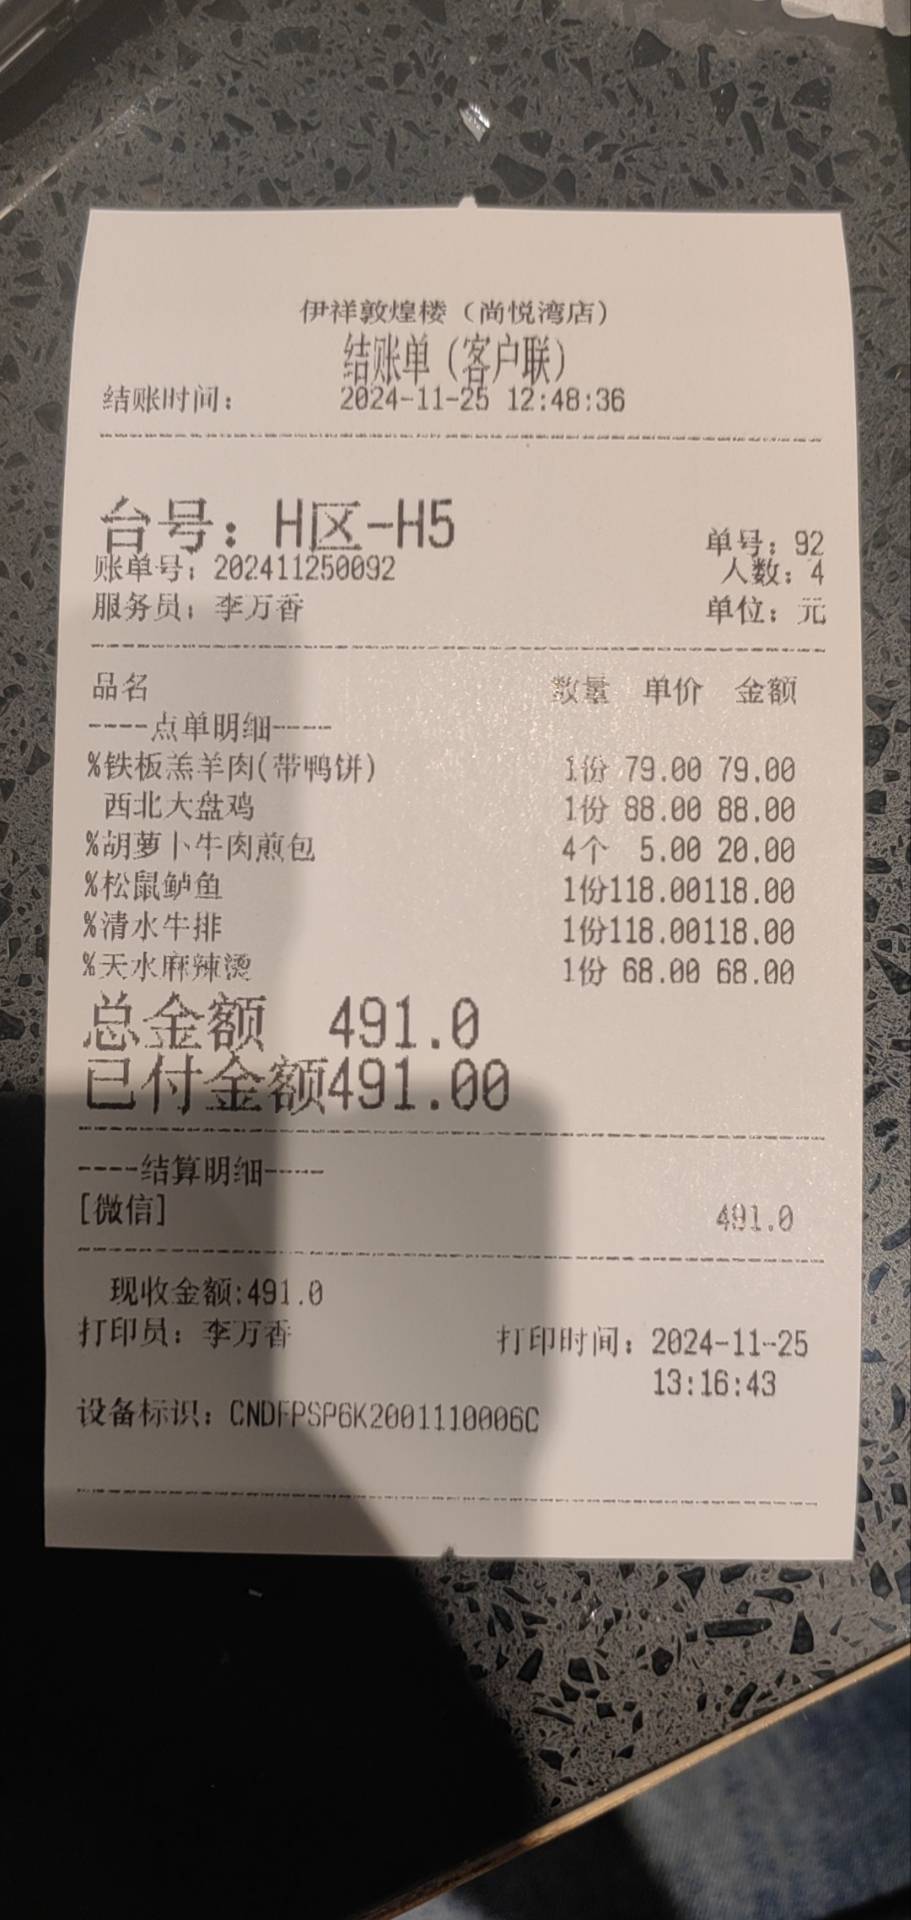 伊祥敦煌楼（尚悦湾店）
结账单（客户联）
结账时间： 2024-11-25 12:48:36
台号：H区-H5
单号：92
账单号：202411250092 人数：4
服务员：李万香 单位：元
品名 数量 单价 金额
----点单明细----
%铁板羔羊肉(带鸭饼) 1份 79.00 79.00
西北大盘鸡 1份 88.00 88.00
%胡萝卜牛肉煎包 4个 5.00 20.00
%松鼠鲈鱼 1份118.00118.00
%清水牛排 1份118.00118.00
%天水麻辣烫 1份 68.00 68.00
总金额 491.0
已付金额491.00
----结算明细----
[微信] 491.0
现收金额:491.0
打印员：李万香 打印时间：2024-11-25
13:16:43
设备标识：CNDFPSP6K2001110006C